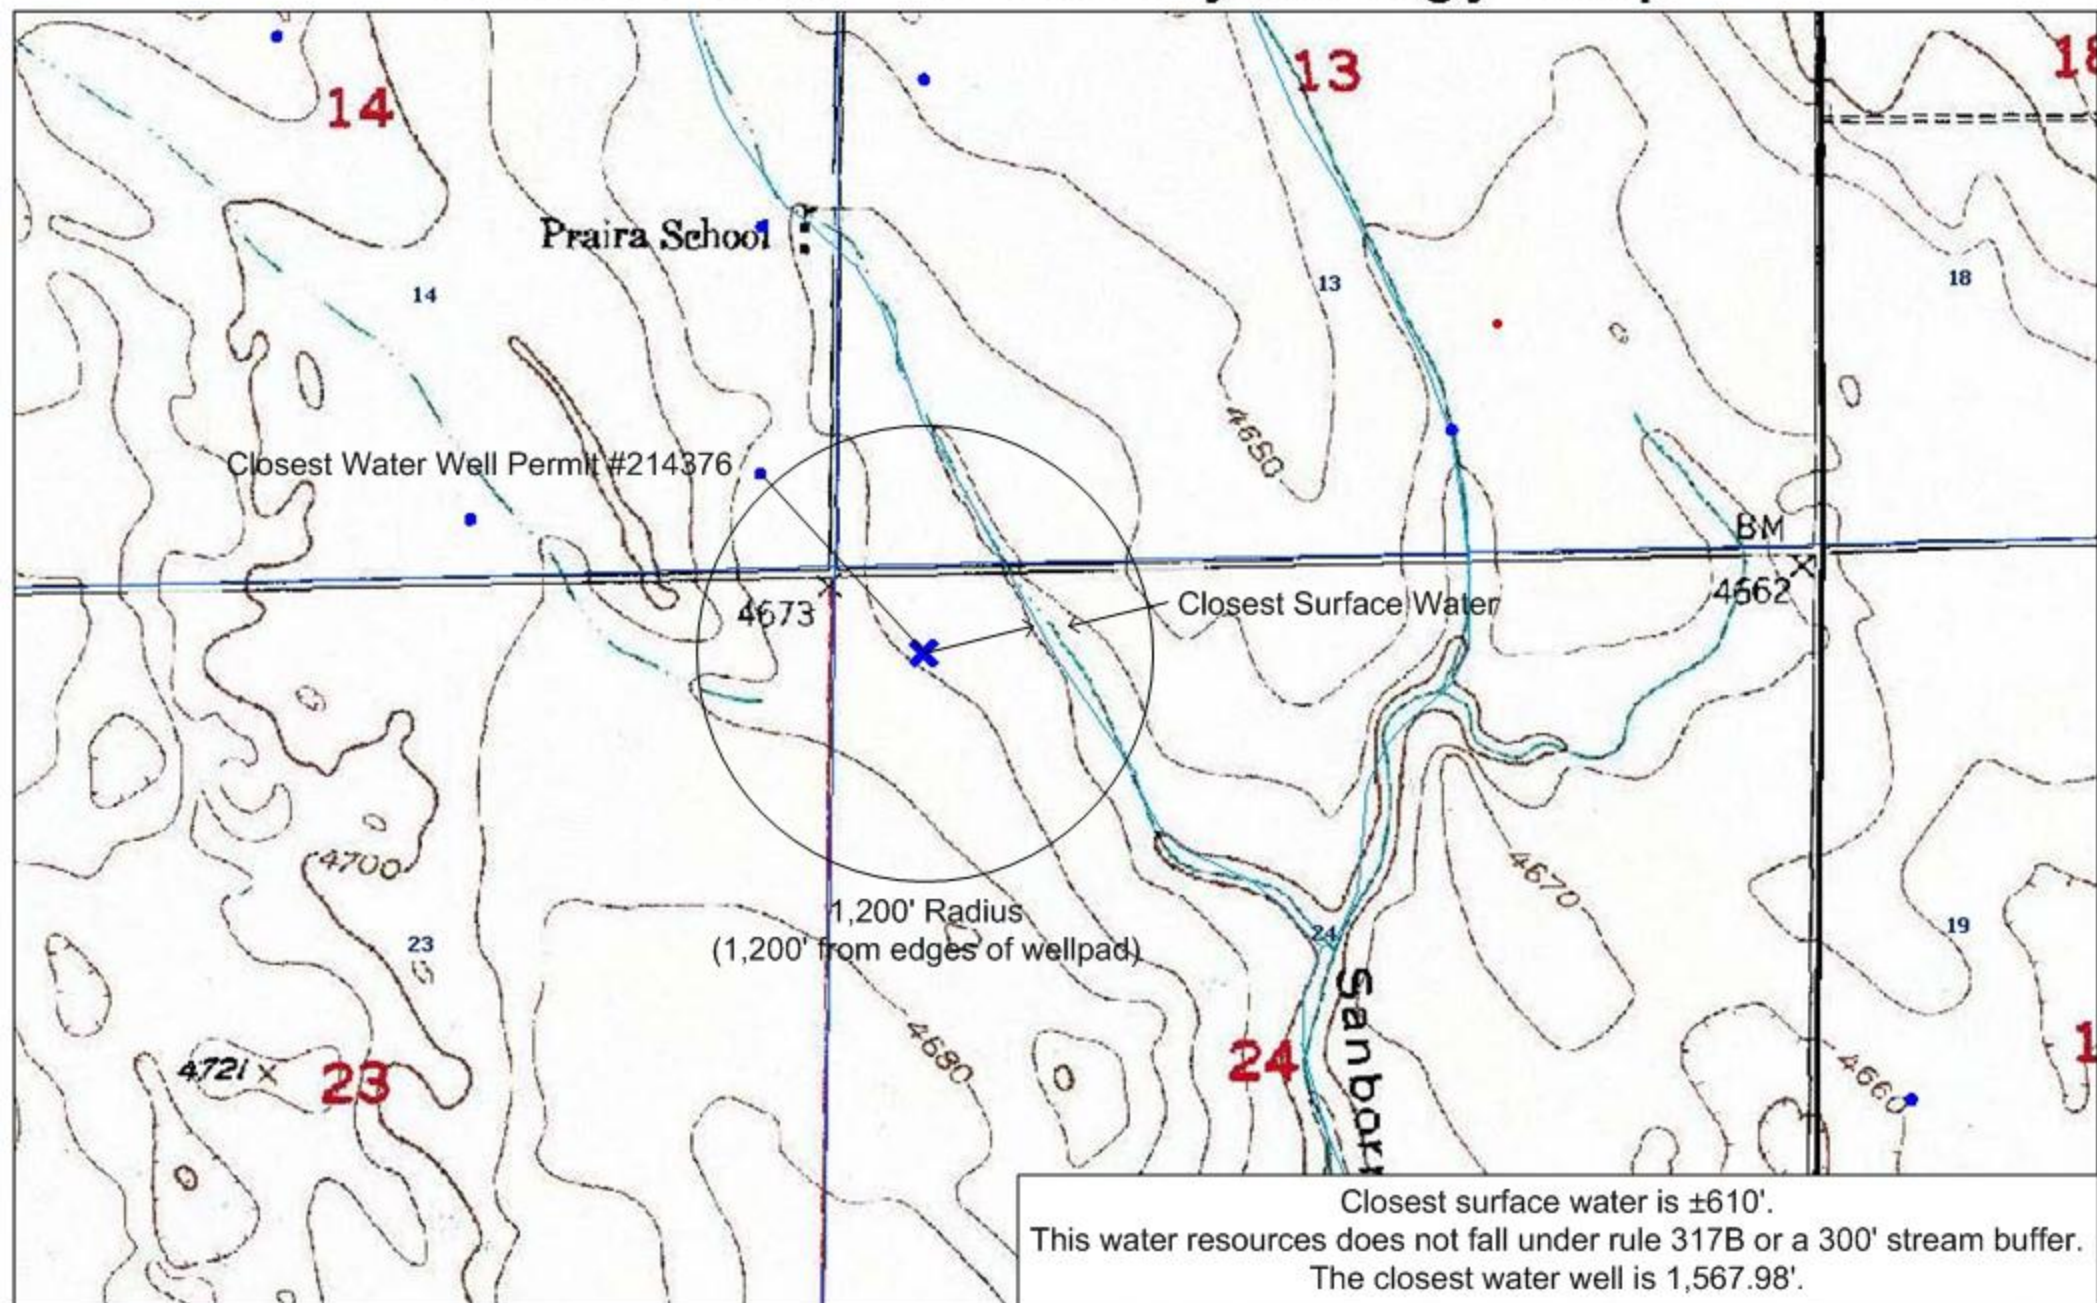 13
18
14
Praira School
14
13
18
4650
Closest Water Well Permit #214376
BM
4662
4673
Closest Surface Water
4700
4670
1,200' Radius
(1,200' from edges of wellpad)
23
24
19
Sanborn
4680
4721
23
24
4660
1
Closest surface water is ±610'.
This water resources does not fall under rule 317B or a 300' stream buffer.
The closest water well is 1,567.98'.